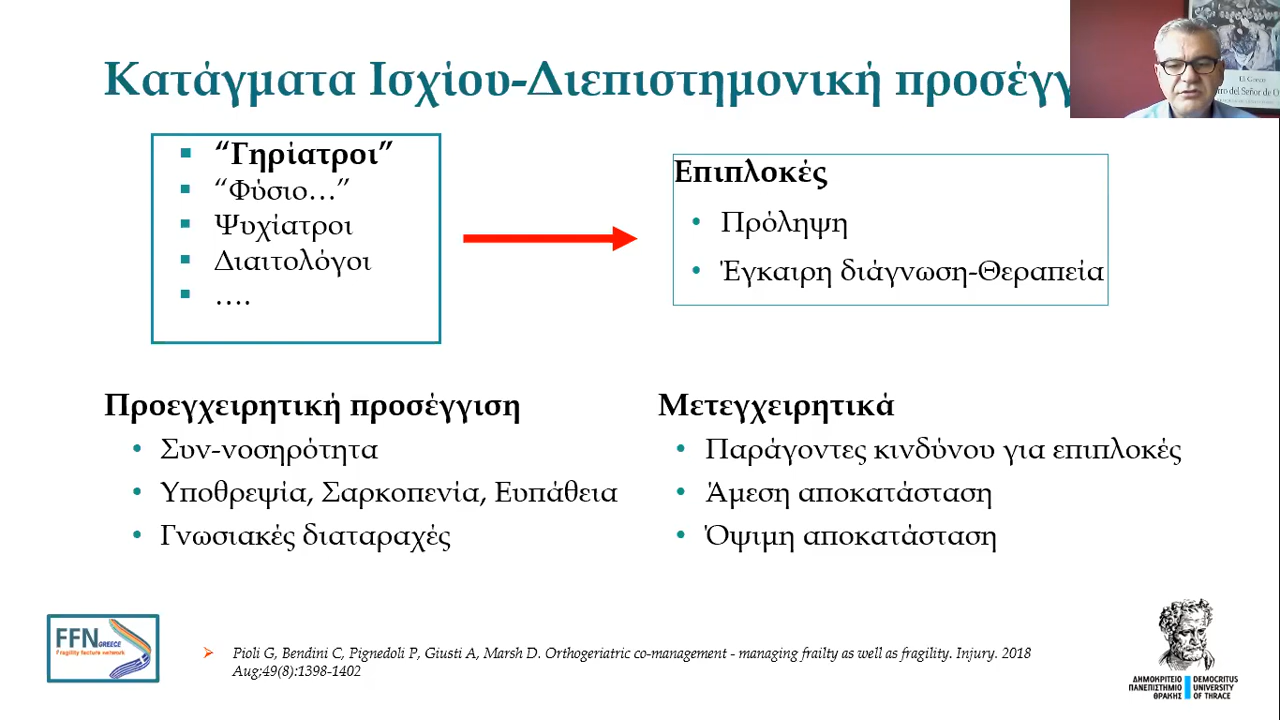 Κατάγματα Ισχίου-Διεπιστημονική
“Γηρίατροι”
“Φύσιο…”
Ψυχίατροι
Διαιτολόγοι
….
Επιπλοκές
Πρόληψη
Έγκαιρη διάγνωση-Θεραπεία
Προεγχειρητική προσέγγιση
Συν-νοσηρότητα
Υποθρεψία, Σαρκοπενία, Ευπάθεια
Γνωσιακές διαταραχές
Μετεγχειρητικά
Παράγοντες κινδύνου για επιπλοκές
Άμεση αποκατάσταση
Όψιμη αποκατάσταση
FFN GREECE
Fragility fracture network
Pioli G, Bendini C, Pignedoli P, Giusti A, Marsh D. Orthogeriatric co-management - managing frailty as well as fragility. Injury. 2018
Aug;49(8):1398-1402
ΔΗΜΟΚΡΙΤΕΙΟ
ΠΑΝΕΠΙΣΤΗΜΙΟ
ΘΡΑΚΗΣ
DEMOCRITUS
UNIVERSITY
OF THRACE
El Greco